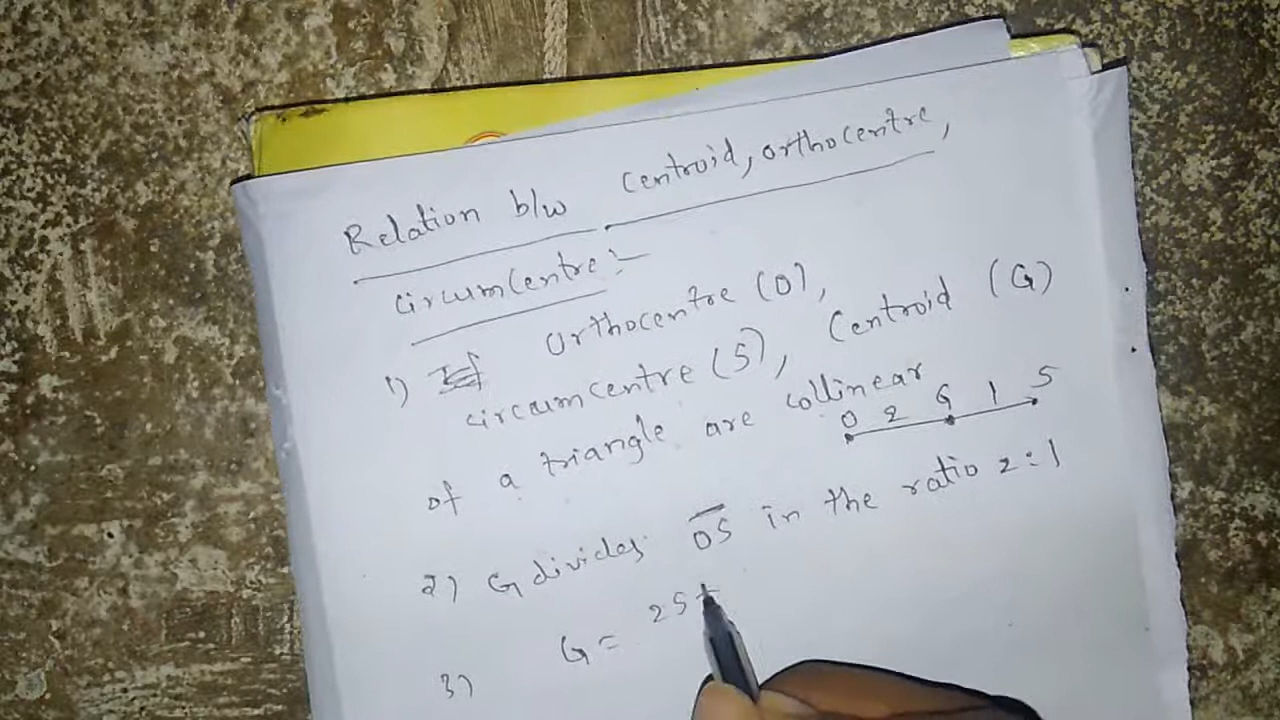 Relation b/w centroid, orthocentre,
circumcentre :-
1) Orthocentre (O),
circumcentre (S), Centroid (G)
of a triangle are collinear
O 2 G 1 S
2) G divides OS in the ratio 2:1
3) G = 2S+